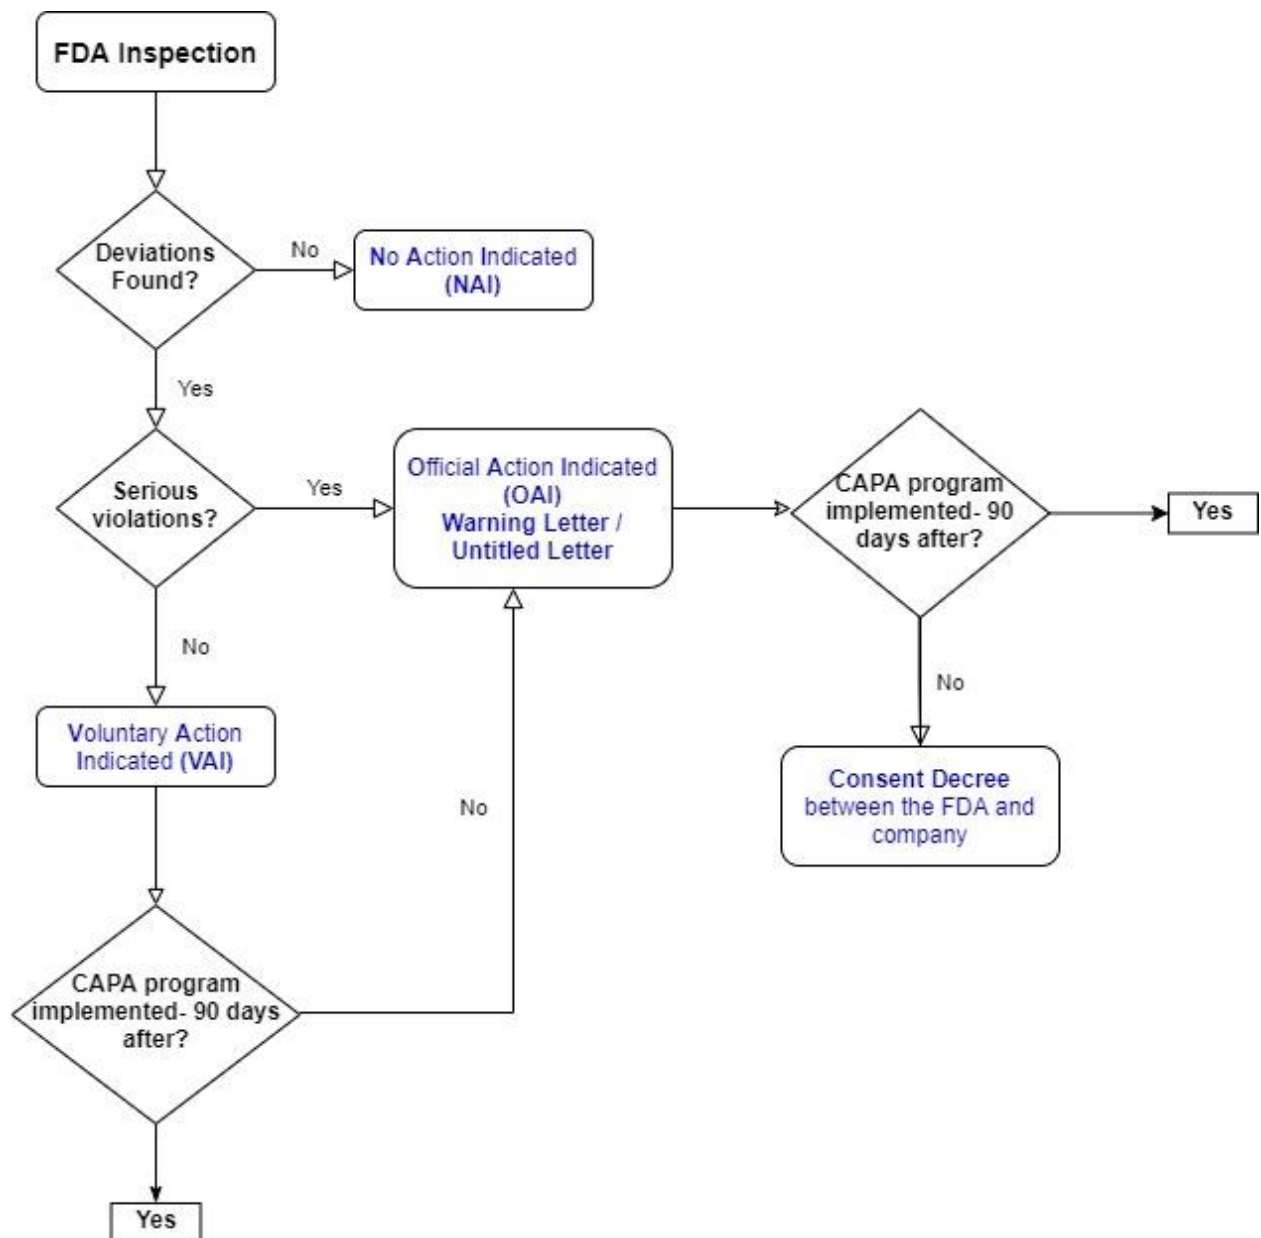 FDA Inspection
Deviations
Found?
No
No Action Indicated
(NAI)
Yes
Serious
violations?
Yes
Official Action Indicated
(OAI)
Warning Letter /
Untitled Letter
CAPA program
implemented- 90
days after?
Yes
No
Voluntary Action
Indicated (VAI)
No
No
Consent Decree
between the FDA and
company
CAPA program
implemented- 90 days
after?
Yes